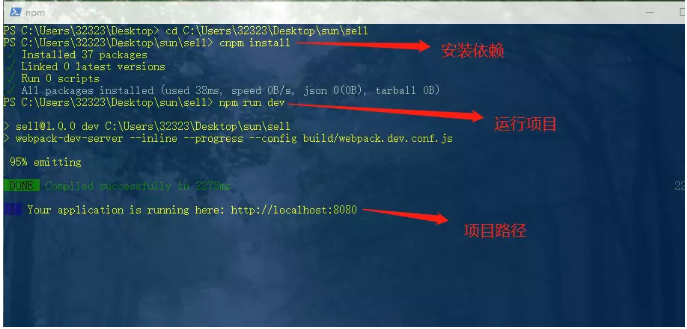 npm
PS C:\Users\32323\Desktop> cd C:\Users\32323\Desktop\sun\sell
PS C:\Users\32323\Desktop\sun\sell> cnpm install
安装依赖
√ Installed 37 packages
√ Linked 0 latest versions
√ Run 0 scripts
√ All packages installed (used 38ms, speed 0B/s, json 0(0B), tarball 0B)
PS C:\Users\32323\Desktop\sun\sell> npm run dev
运行项目
> sell@1.0.0 dev C:\Users\32323\Desktop\sun\sell
> webpack-dev-server --inline --progress --config build/webpack.dev.conf.js
95% emitting
DONE Compiled successfully in 3278ms
22
Your application is running here: http://localhost:8080
项目路径